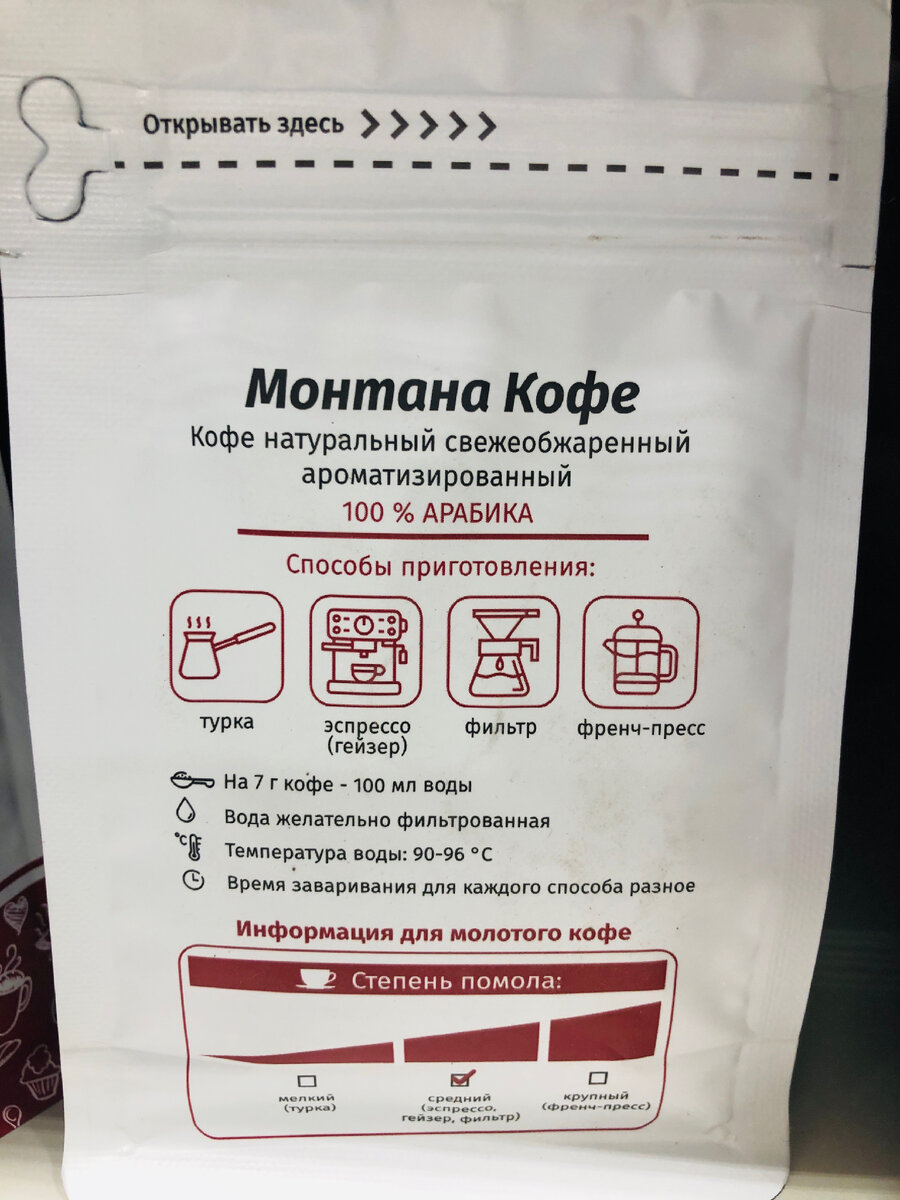 Открывать здесь >>>>>
Монтана Кофе
Кофе натуральный свежеобжаренный
ароматизированный
100 % АРАБИКА
Способы приготовления:
турка
эспрессо
(гейзер)
фильтр
френч-пресс
На 7 г кофе - 100 мл воды
Вода желательно фильтрованная
°C
Температура воды: 90-96 °C
Время заваривания для каждого способа разное
Информация для молотого кофе
Степень помола:
мелкий
(турка)
средний
(эспрессо,
гейзер, фильтр)
крупный
(френч-пресс)